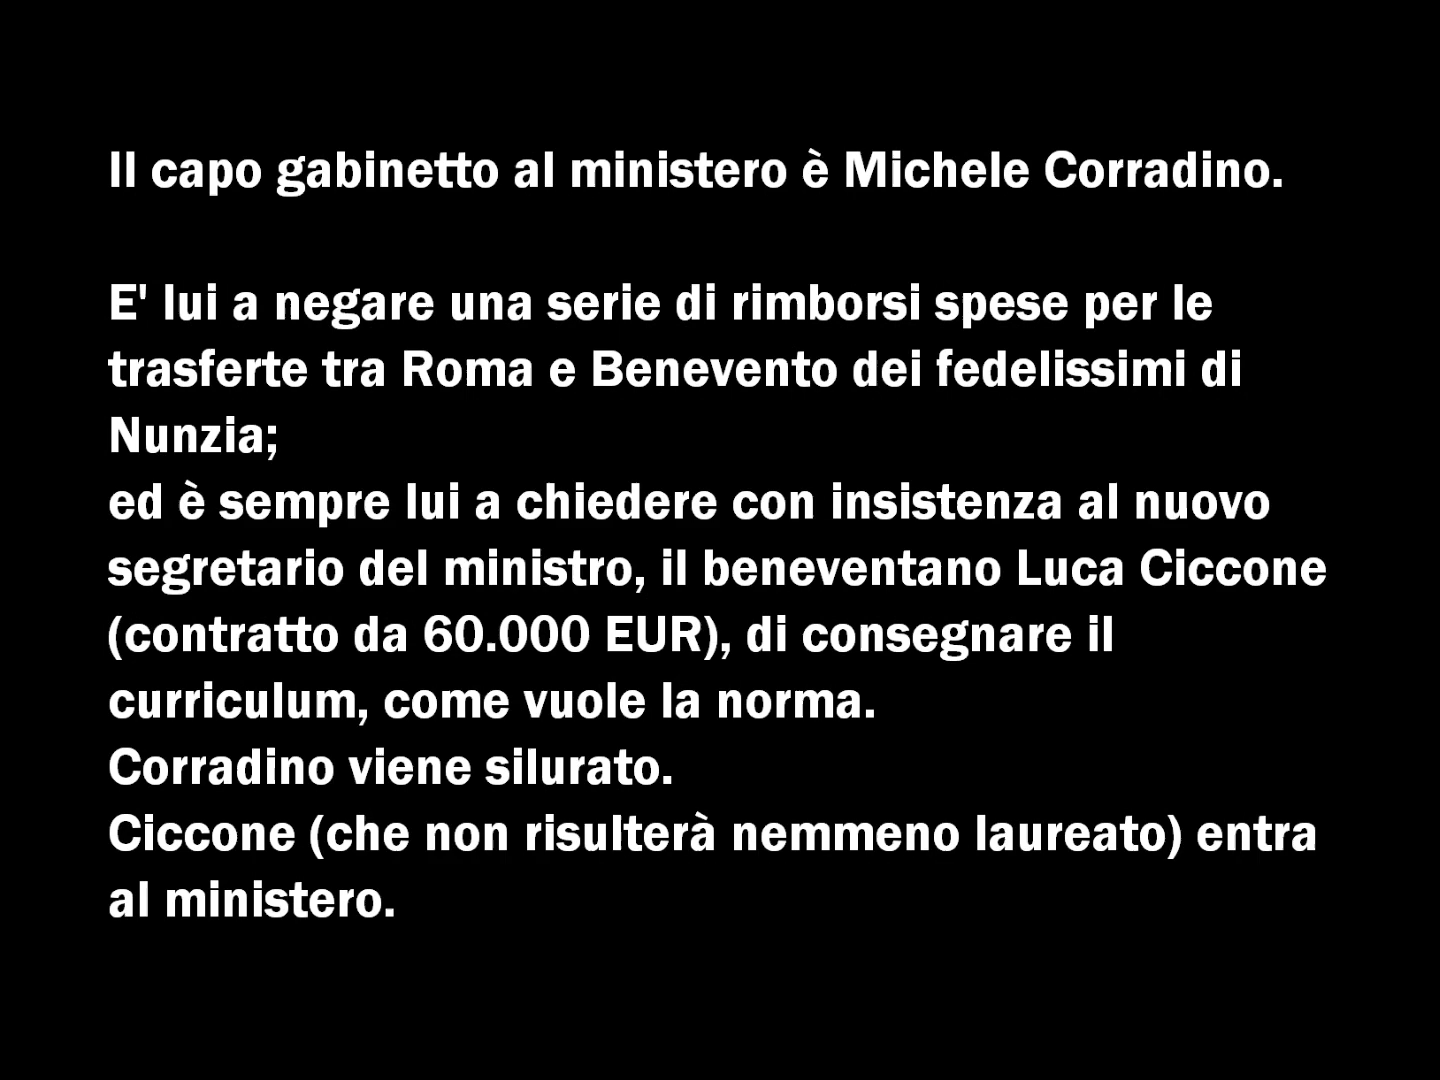 Il capo gabinetto al ministero è Michele Corradino.
E' lui a negare una serie di rimborsi spese per le
trasferte tra Roma e Benevento dei fedelissimi di
Nunzia;
ed è sempre lui a chiedere con insistenza al nuovo
segretario del ministro, il beneventano Luca Ciccone
(contratto da 60.000 EUR), di consegnare il
curriculum, come vuole la norma.
Corradino viene silurato.
Ciccone (che non risulterà nemmeno laureato) entra
al ministero.